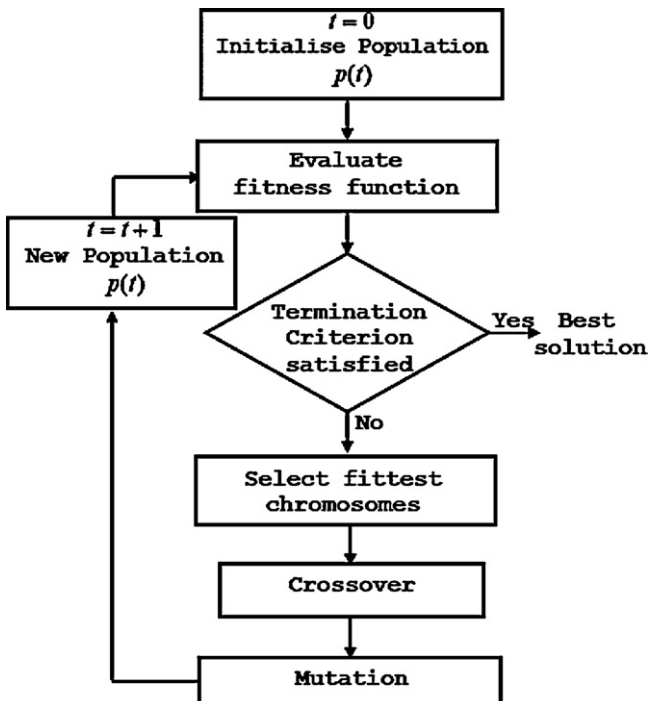 t = 0
Initialise Population
p(t)
Evaluate
fitness function
t = t+1
New Population
p(t)
Termination
Criterion
satisfied
Yes Best
solution
No
Select fittest
chromosomes
Crossover
Mutation